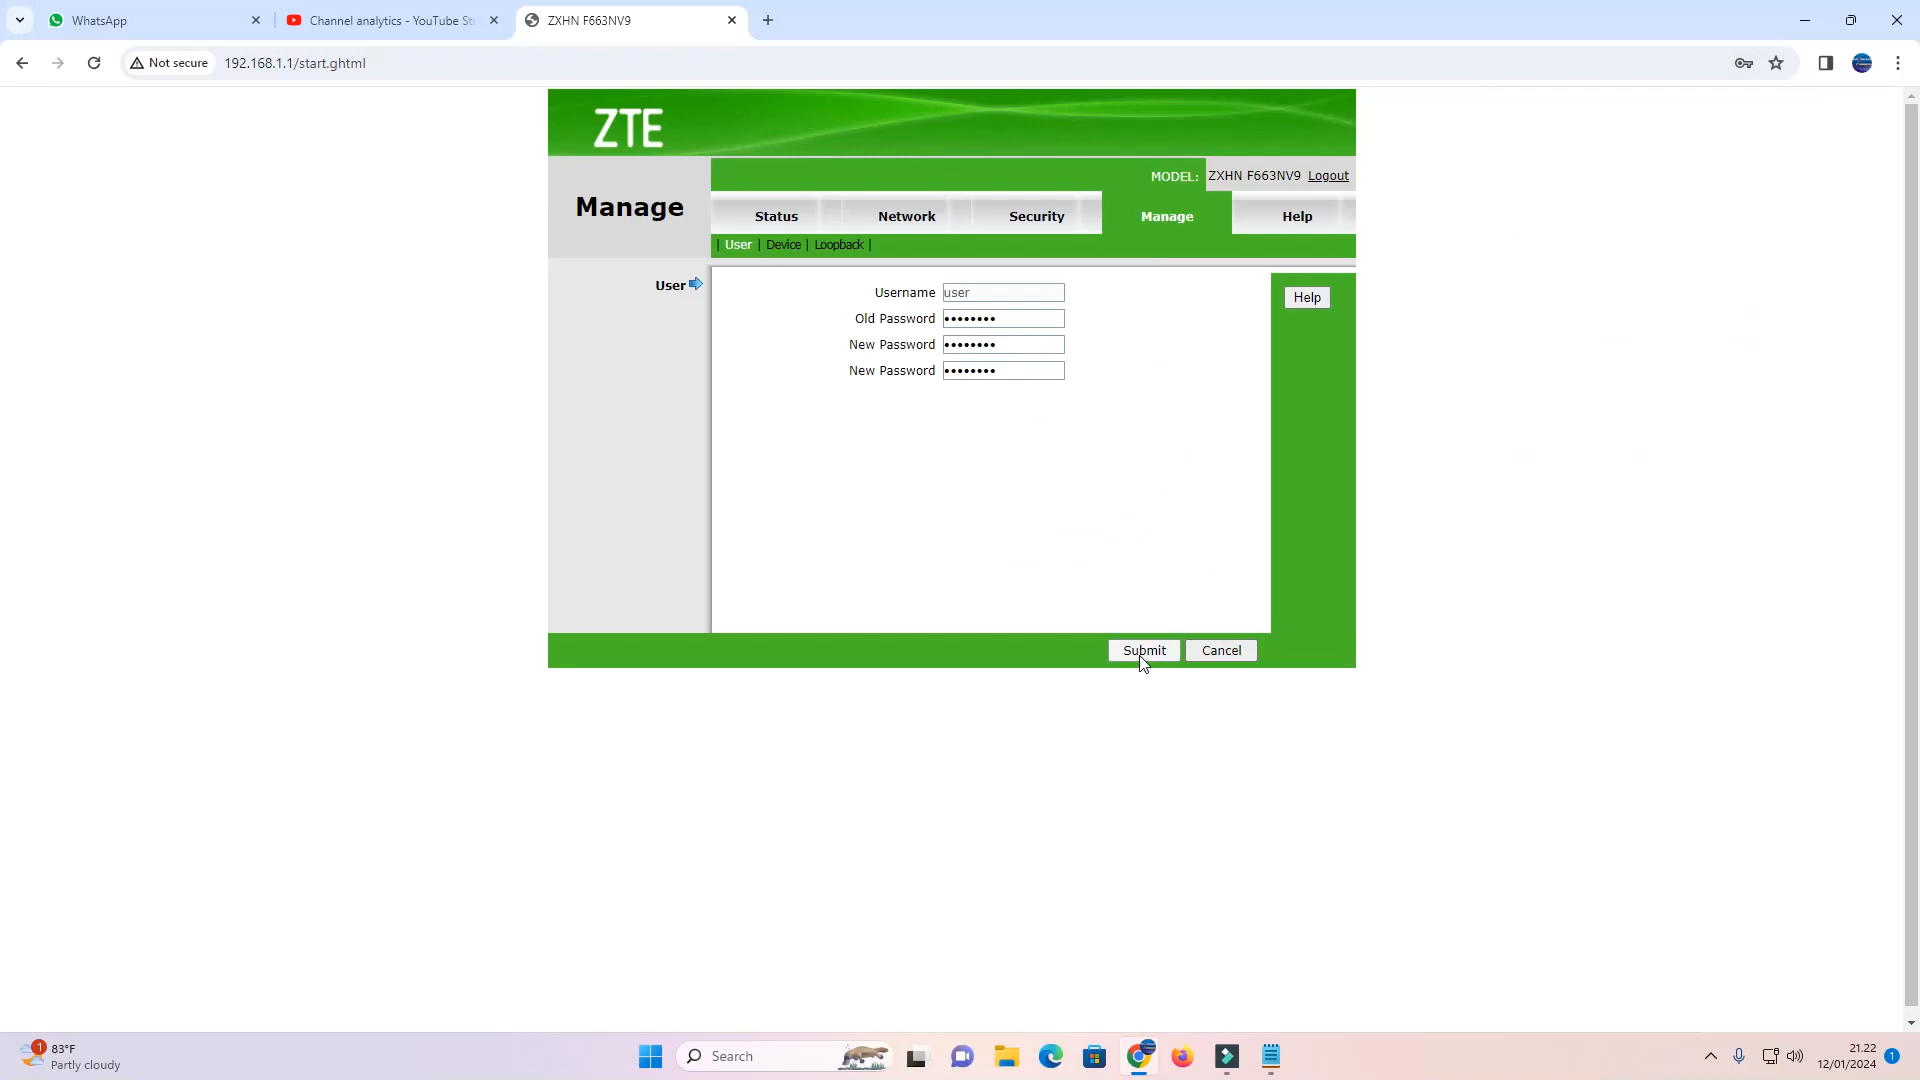 WhatsApp
Channel analytics - YouTube St
ZXHN F663NV9
Not secure
192.168.1.1/start.ghtml
ZTE
MODEL: ZXHN F663NV9 Logout
Manage
Status Network Security Manage Help
| User | Device | Loopback |
User
Username user
Old Password ••••••••
New Password ••••••••
New Password ••••••••
Help
Submit Cancel
1
83°F
Partly cloudy
Search
21.22
12/01/2024
1